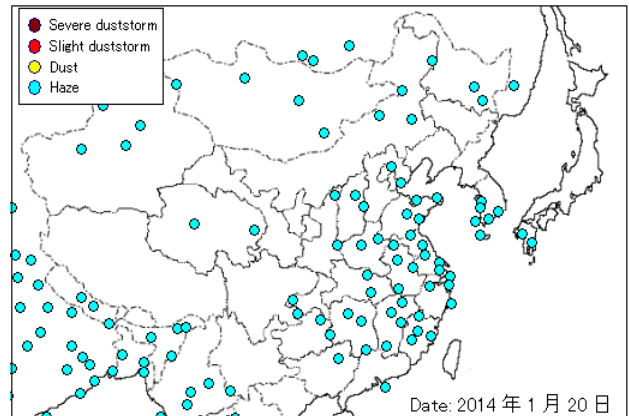 Severe duststorm
Slight duststorm
Dust
Haze
Date: 2014 年 1 月 20 日